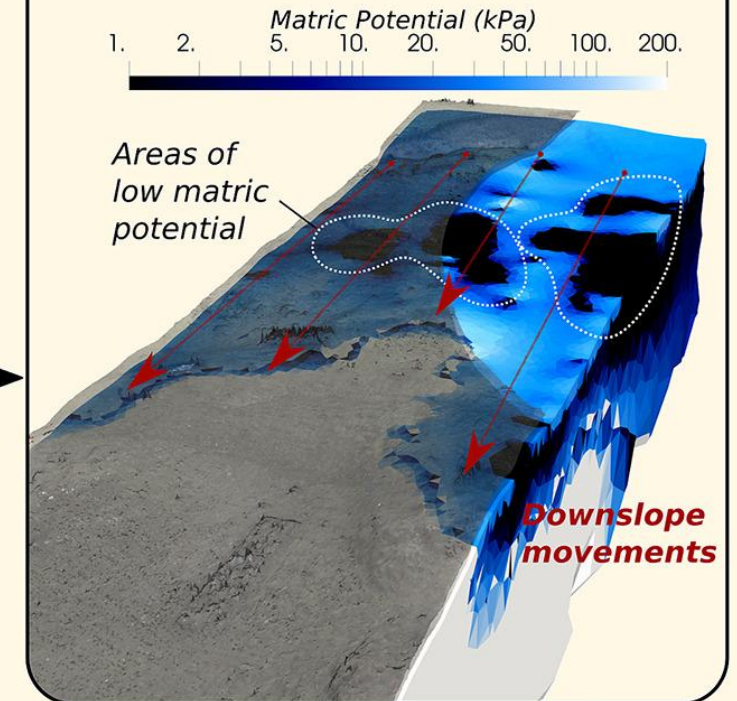 Matric Potential (kPa)
1. 2. 5. 10. 20. 50. 100. 200.
Areas of
low matric
potential
Downslope
movements